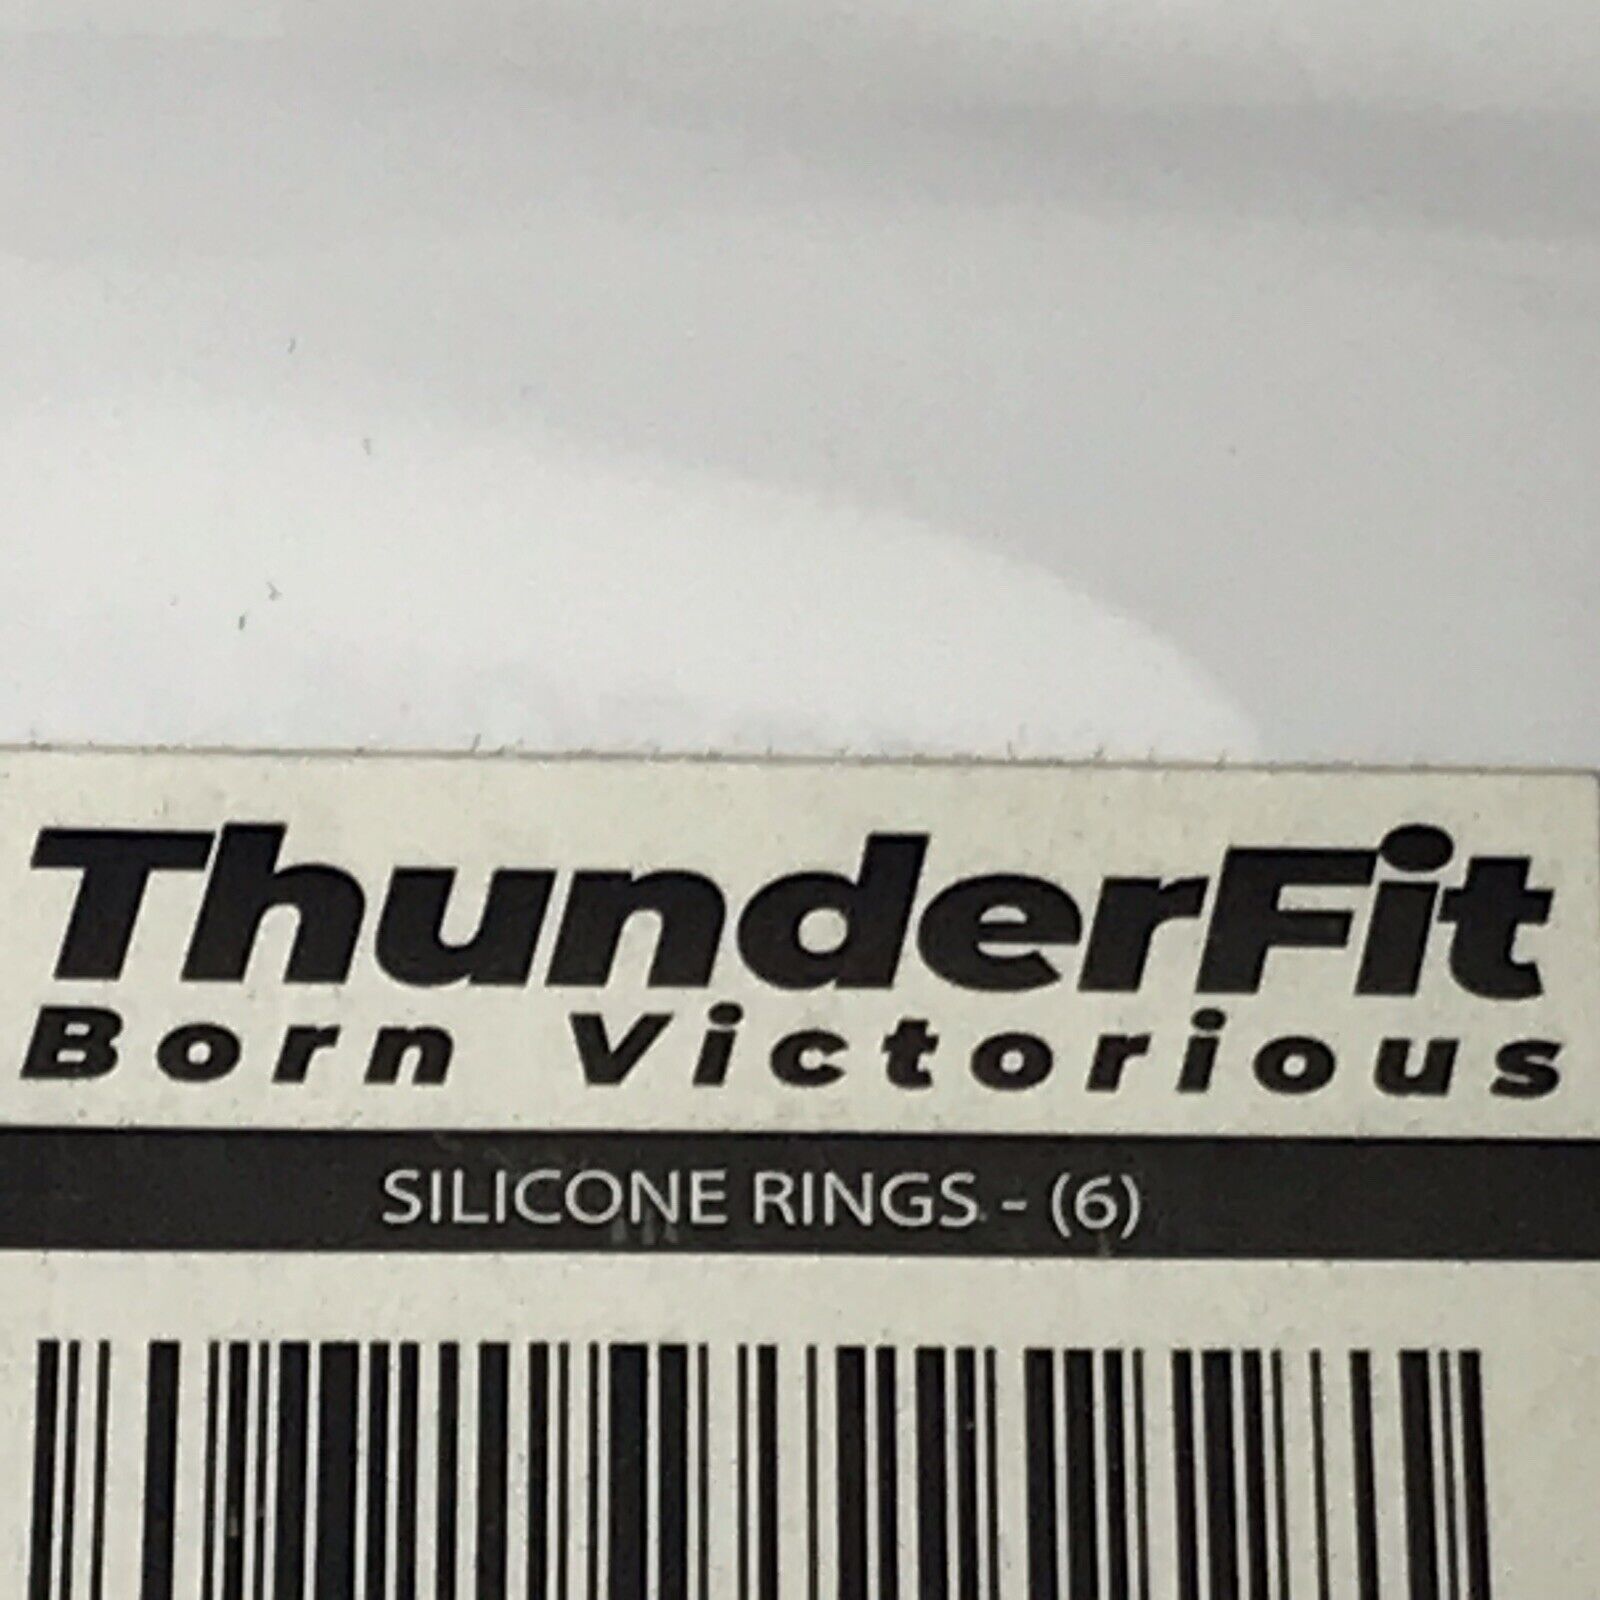 ThunderFit
Born Victorious
SILICONE RINGS - (6)